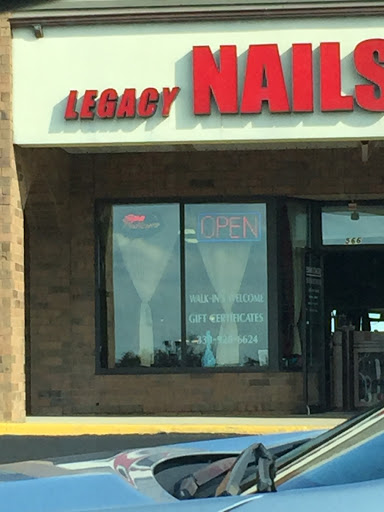 LEGACY NAILS
OPEN
566
WALK-INS WELCOME
GIFT CERTIFICATES